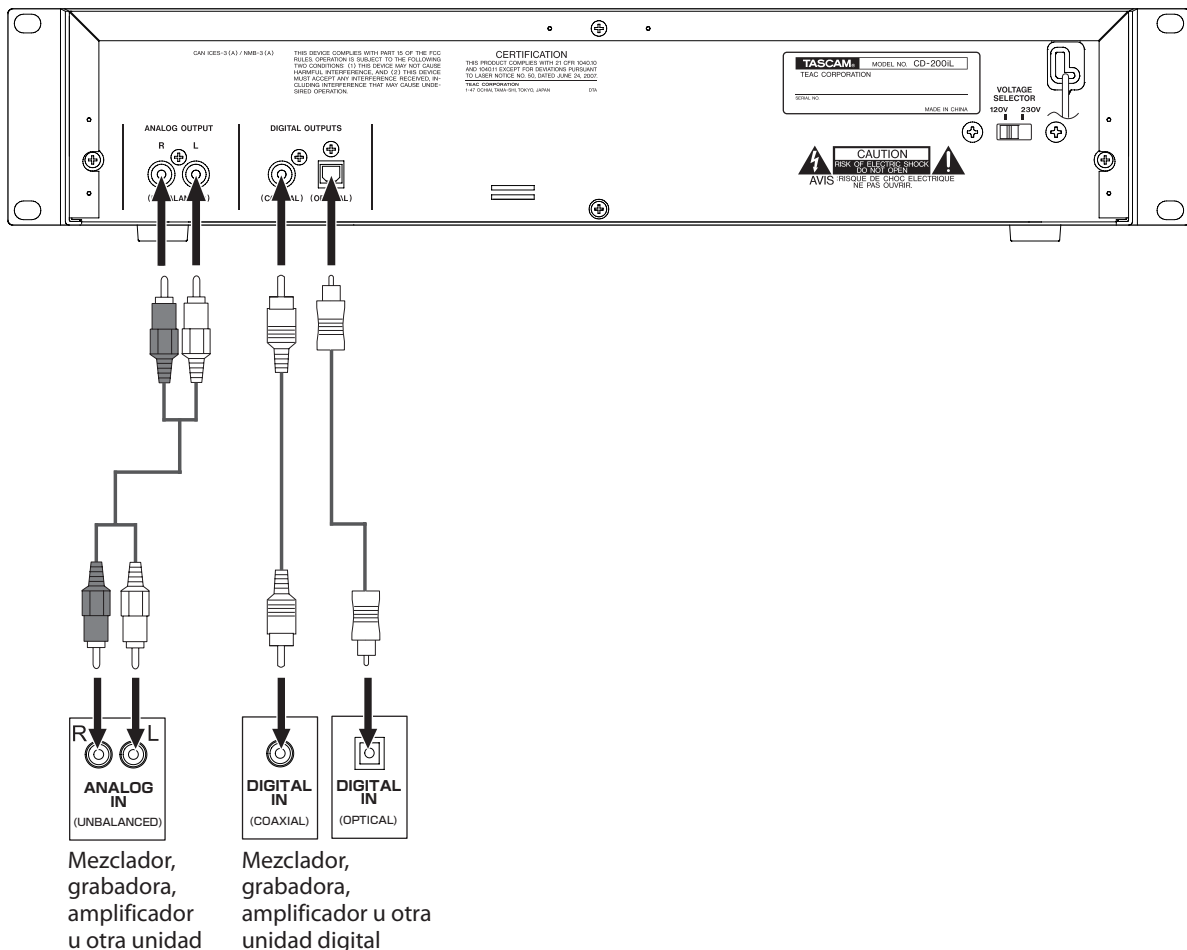 CAN ICES-3 (A) / NMB-3 (A)
THIS DEVICE COMPLIES WITH PART 15 OF THE FCC
RULES. OPERATION IS SUBJECT TO THE FOLLOWING
TWO CONDITIONS: (1) THIS DEVICE MAY NOT CAUSE
HARMFUL INTERFERENCE, AND (2) THIS DEVICE
MUST ACCEPT ANY INTERFERENCE RECEIVED, IN-
CLUDING INTERFERENCE THAT MAY CAUSE UNDE-
SIRED OPERATION.
CERTIFICATION
THIS PRODUCT COMPLIES WITH 21 CFR 1040.10
AND 1040.11 EXCEPT FOR DEVIATIONS PURSUANT
TO LASER NOTICE NO. 50, DATED JUNE 24, 2007.
TEAC CORPORATION
1-47 OCHIAI, TAMA-SHI, TOKYO, JAPAN DTA
TASCAM. MODEL NO. CD-200iL
TEAC CORPORATION
SERIAL NO.
MADE IN CHINA
VOLTAGE
SELECTOR
120V 230V
CAUTION
RISK OF ELECTRIC SHOCK
DO NOT OPEN
AVIS :RISQUE DE CHOC ELECTRIQUE
NE PAS OUVRIR.
ANALOG OUTPUT
R L
DIGITAL OUTPUTS
R L
ANALOG
IN
(UNBALANCED)
DIGITAL
IN
(COAXIAL)
DIGITAL
IN
(OPTICAL)
Mezclador,
grabadora,
amplificador
u otra unidad
Mezclador,
grabadora,
amplificador u otra
unidad digital